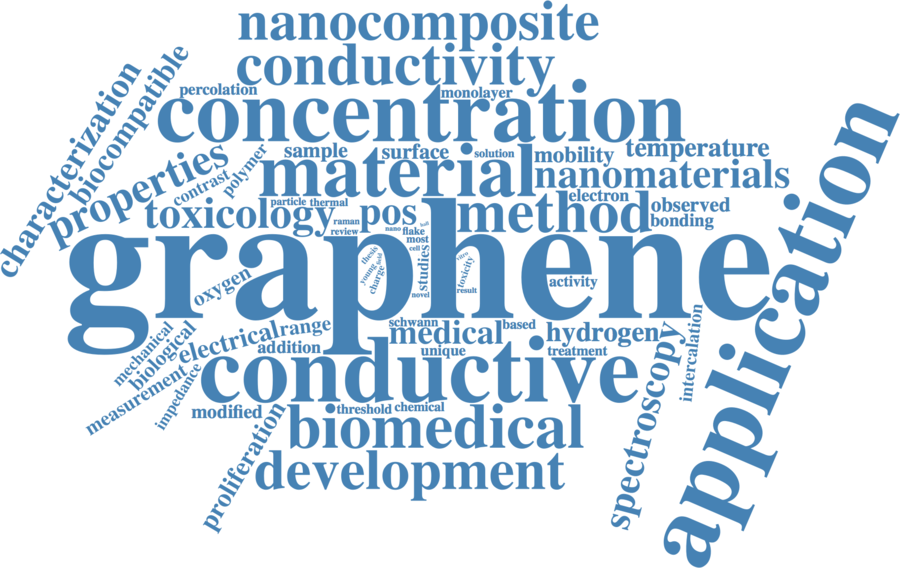 nanocomposite
conductivity
percolation
monolayer
concentration
characterization
biocompatible
properties
contrast
polymer
sample
surface
solution
mobility
temperature
material
nanomaterials
electron
particle
thermal
toxicology
raman
review
pos
nano
flake
most
cell
method
observed
bonding
graphene
thesis
young
field
charge
studies
novel
vitro
toxicity
result
activity
application
oxygen
mechanical
biological
electrical
range
measurement
impedance
addition
schwann
medical
based
unique
hydrogen
treatment
intercalation
spectroscopy
conductive
modified
threshold
chemical
proliferation
biomedical
development